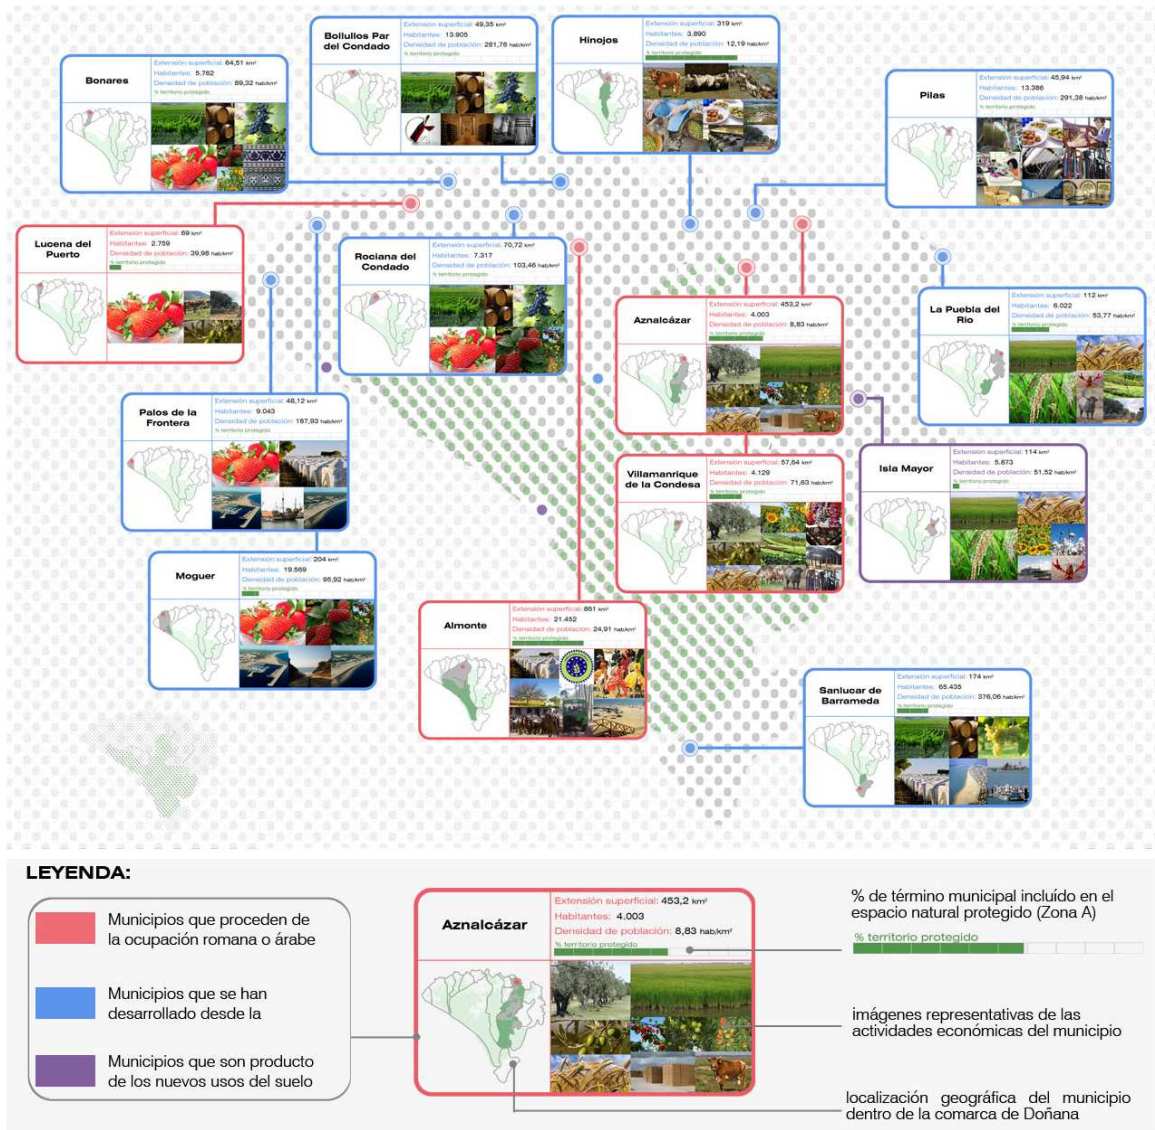 Bonares
Extensión superficial: 64,51 km²
Habitantes: 5.762
Densidad de población: 89,32 hab/km²
% territorio protegido
Bollullos Par
del Condado
Extensión superficial: 49,35 km²
Habitantes: 13.905
Densidad de población: 281,76 hab/km²
% territorio protegido
Hinojos
Extensión superficial: 319 km²
Habitantes: 3.890
Densidad de población: 12,19 hab/km²
% territorio protegido
Pilas
Extensión superficial: 45,94 km²
Habitantes: 13.386
Densidad de población: 291,38 hab/km²
% territorio protegido
Lucena del
Puerto
Extensión superficial: 69 km²
Habitantes: 2.759
Densidad de población: 39,98 hab/km²
% territorio protegido
Rociana del
Condado
Extensión superficial: 70,72 km²
Habitantes: 7.317
Densidad de población: 103,46 hab/km²
% territorio protegido
Aznalcázar
Extensión superficial: 453,2 km²
Habitantes: 4.003
Densidad de población: 8,83 hab/km²
% territorio protegido
La Puebla del
Rio
Extensión superficial: 112 km²
Habitantes: 6.022
Densidad de población: 53,77 hab/km²
% territorio protegido
Palos de la
Frontera
Extensión superficial: 48,12 km²
Habitantes: 9.043
Densidad de población: 187,93 hab/km²
% territorio protegido
Villamanrique
de la Condesa
Extensión superficial: 57,64 km²
Habitantes: 4.129
Densidad de población: 71,63 hab/km²
% territorio protegido
Isla Mayor
Extensión superficial: 114 km²
Habitantes: 5.873
Densidad de población: 51,52 hab/km²
% territorio protegido
Moguer
Extensión superficial: 204 km²
Habitantes: 19.569
Densidad de población: 95,92 hab/km²
% territorio protegido
Almonte
Extensión superficial: 861 km²
Habitantes: 21.452
Densidad de población: 24,91 hab/km²
% territorio protegido
Sanlucar de
Barrameda
Extensión superficial: 174 km²
Habitantes: 65.435
Densidad de población: 376,06 hab/km²
% territorio protegido
LEYENDA:
Municipios que proceden de
la ocupación romana o árabe
Municipios que se han
desarrollado desde la
Municipios que son producto
de los nuevos usos del suelo
Aznalcázar
Extensión superficial: 453,2 km²
Habitantes: 4.003
Densidad de población: 8,83 hab/km²
% territorio protegido
% de término municipal incluído en el
espacio natural protegido (Zona A)
% territorio protegido
imágenes representativas de las
actividades económicas del municipio
localización geográfica del municipio
dentro de la comarca de Doñana